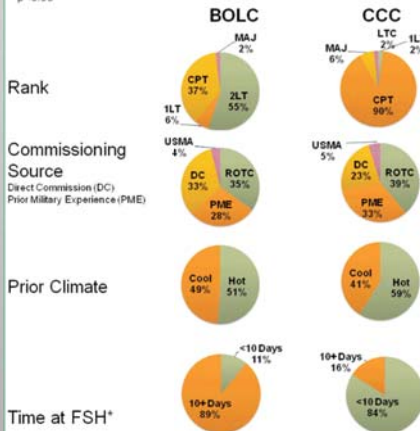 BOLC CCC
MAJ
2%
CPT
37%
2LT
55%
1LT
6%
LTC
2%
1L
2%
MAJ
6%
CPT
90%
Rank
USMA
4%
DC
33%
ROTC
35%
PME
28%
USMA
5%
DC
23%
ROTC
39%
PME
33%
Commissioning
Source
Direct Commission (DC)
Prior Military Experience (PME)
Prior Climate
Cool
49%
Hot
51%
Cool
41%
Hot
59%
<10 Days
11%
10+ Days
89%
10+ Days
16%
<10 Days
84%
Time at FSH*